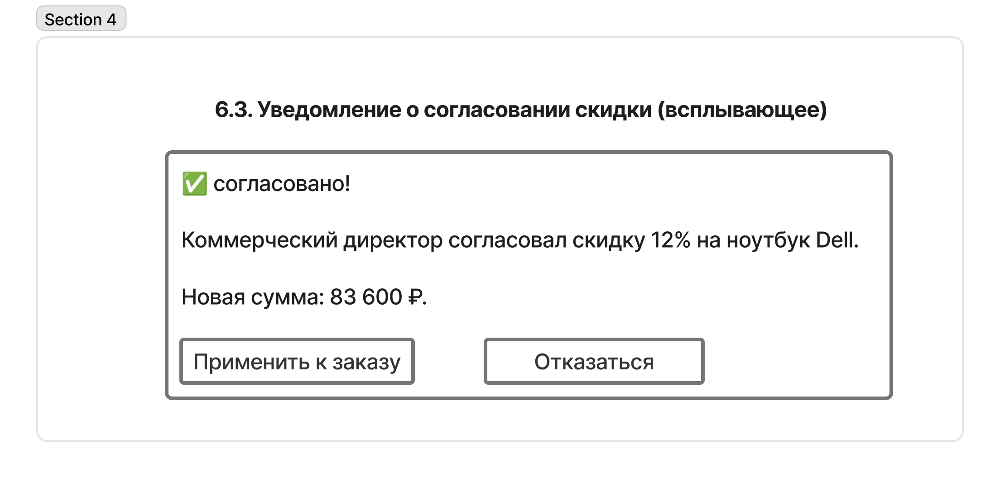 Section 4
6.3. Уведомление о согласовании скидки (всплывающее)
✅ согласовано!
Коммерческий директор согласовал скидку 12% на ноутбук Dell.
Новая сумма: 83 600 ₽.
Применить к заказу
Отказаться